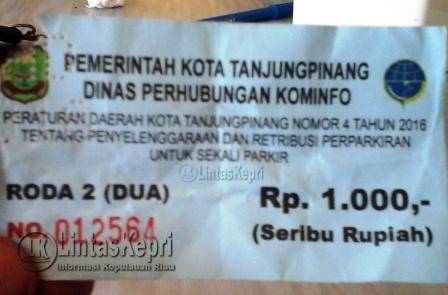 PEMERINTAH KOTA TANJUNGPINANG
DINAS PERHUBUNGAN KOMINFO
PERATURAN DAERAH KOTA TANJUNGPINANG NOMOR 4 TAHUN 2016
TENTANG PENYELENGGARAAN DAN RETRIBUSI PERPARKIRAN
UNTUK SEKALI PARKIR
LintasKepri
RODA 2 (DUA)
Rp. 1.000,-
NO. 012564
(Seribu Rupiah)
LintasKepri
Informasi Kepulauan Riau